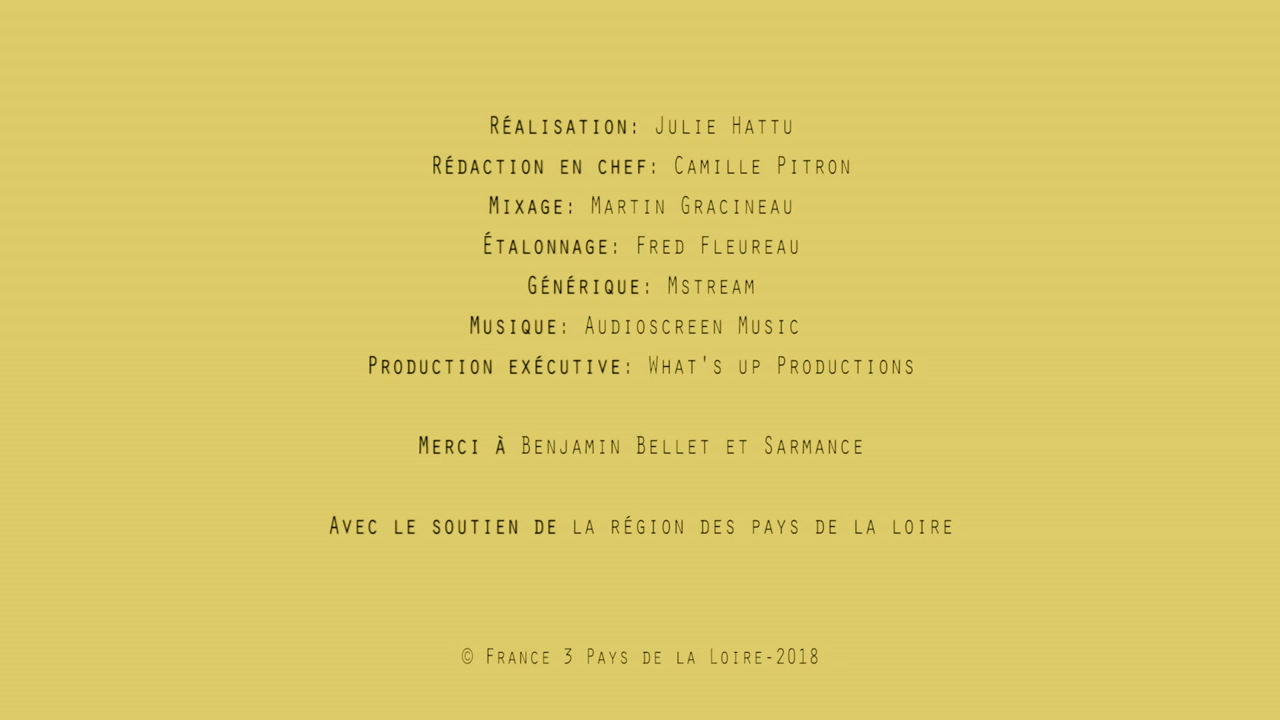 Réalisation: Julie Hattu
Rédaction en chef: Camille Pitron
Mixage: Martin Gracineau
Étalonnage: Fred Fleureau
Générique: Mstream
Musique: Audioscreen Music
Production exécutive: What's up Productions
Merci à Benjamin Bellet et Sarmance
Avec le soutien de la région des pays de la loire
© France 3 Pays de la Loire-2018